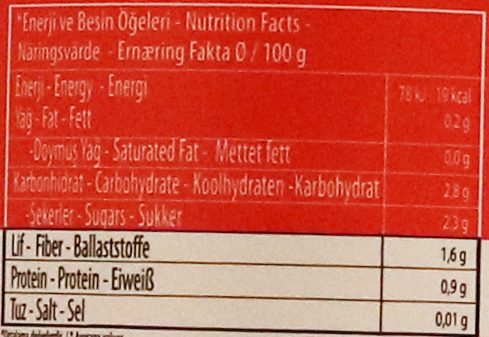 *Enerji ve Besin Öğeleri - Nutrition Facts -
Näringsvärde - Ernæring Fakta Ø / 100 g
Enerji - Energy - Energi 78 kJ 19 kcal
Yağ - Fat - Fett 0,2 g
-Doymuş Yağ - Saturated Fat - Mettet fett 0,0 g
Karbonhidrat - Carbohydrate - Koolhydraten -Karbohydrat 2,8 g
-Şekerler - Sugars - Sukker 2,3 g
Lif - Fiber - Ballaststoffe 1,6 g
Protein - Protein - Eiweiß 0,9 g
Tuz - Salt - Sel 0,01 g